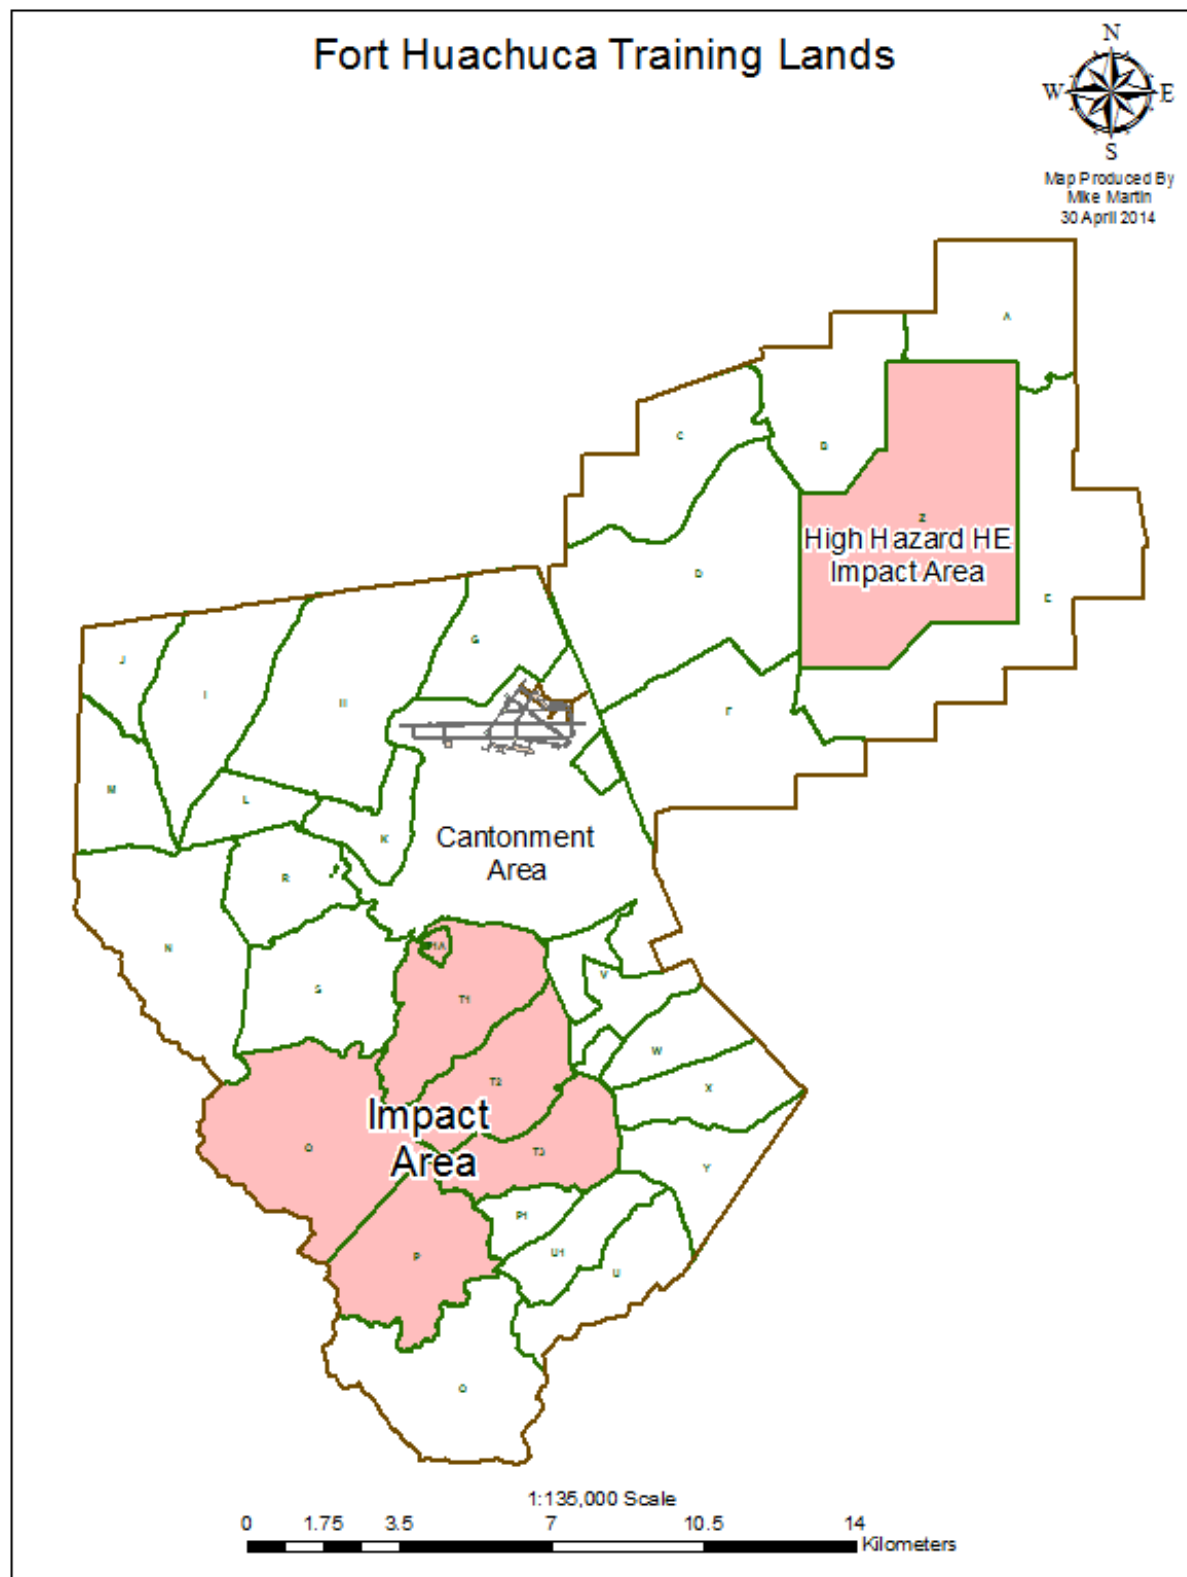 Fort Huachuca Training Lands
N
W E
S
Map Produced By
Mike Martin
30 April 2014
A
C
B
Z
High Hazard HE
Impact Area
D
E
G
J
I
F
M
L
K
Cantonment
Area
R
N
S
T1
V
W
T2
X
Impact
Area
T3
Y
P1
U1
P
U
1:135,000 Scale
0 1.75 3.5 7 10.5 14
Kilometers